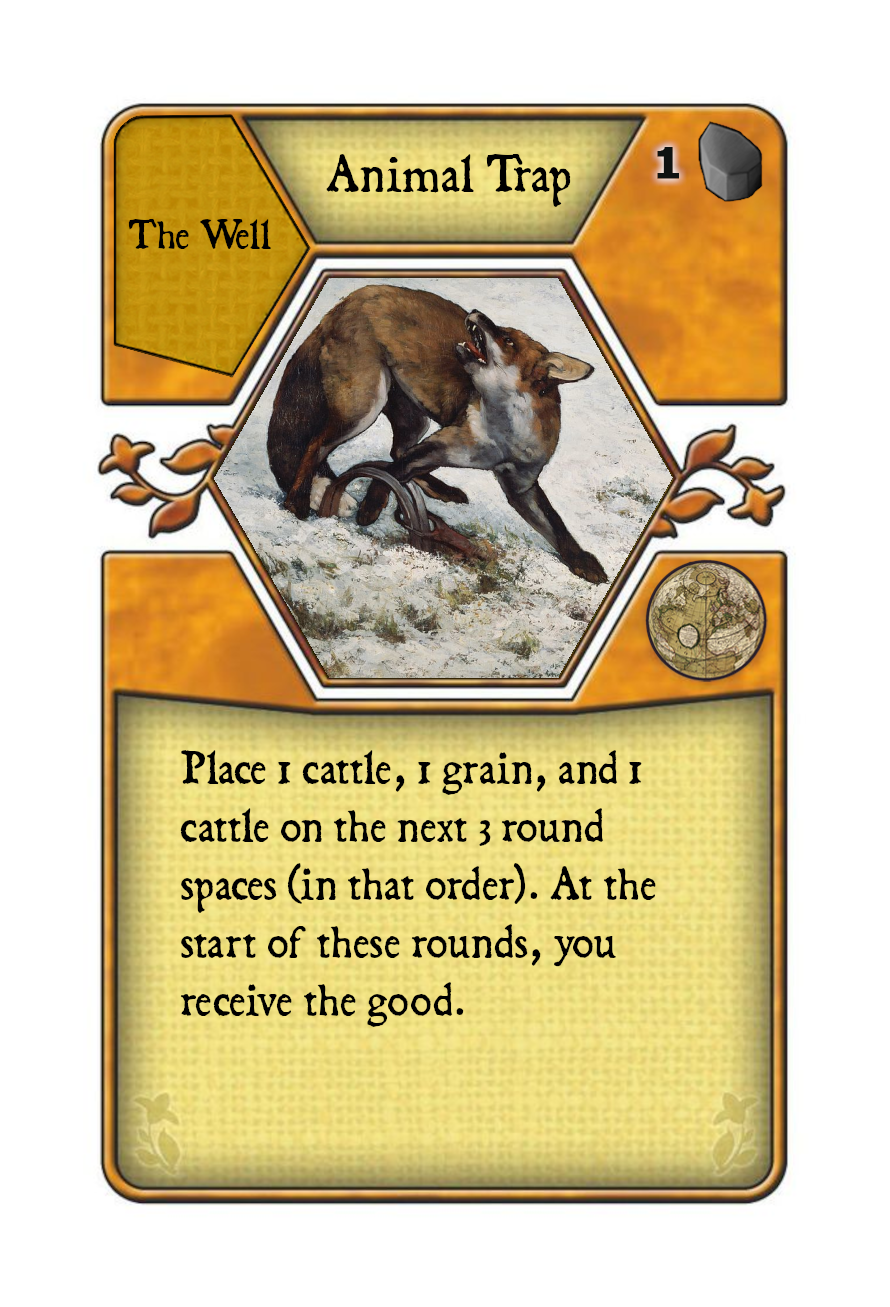 Animal Trap
1
The Well
Place 1 cattle, 1 grain, and 1
cattle on the next 3 round
spaces (in that order). At the
start of these rounds, you
receive the good.